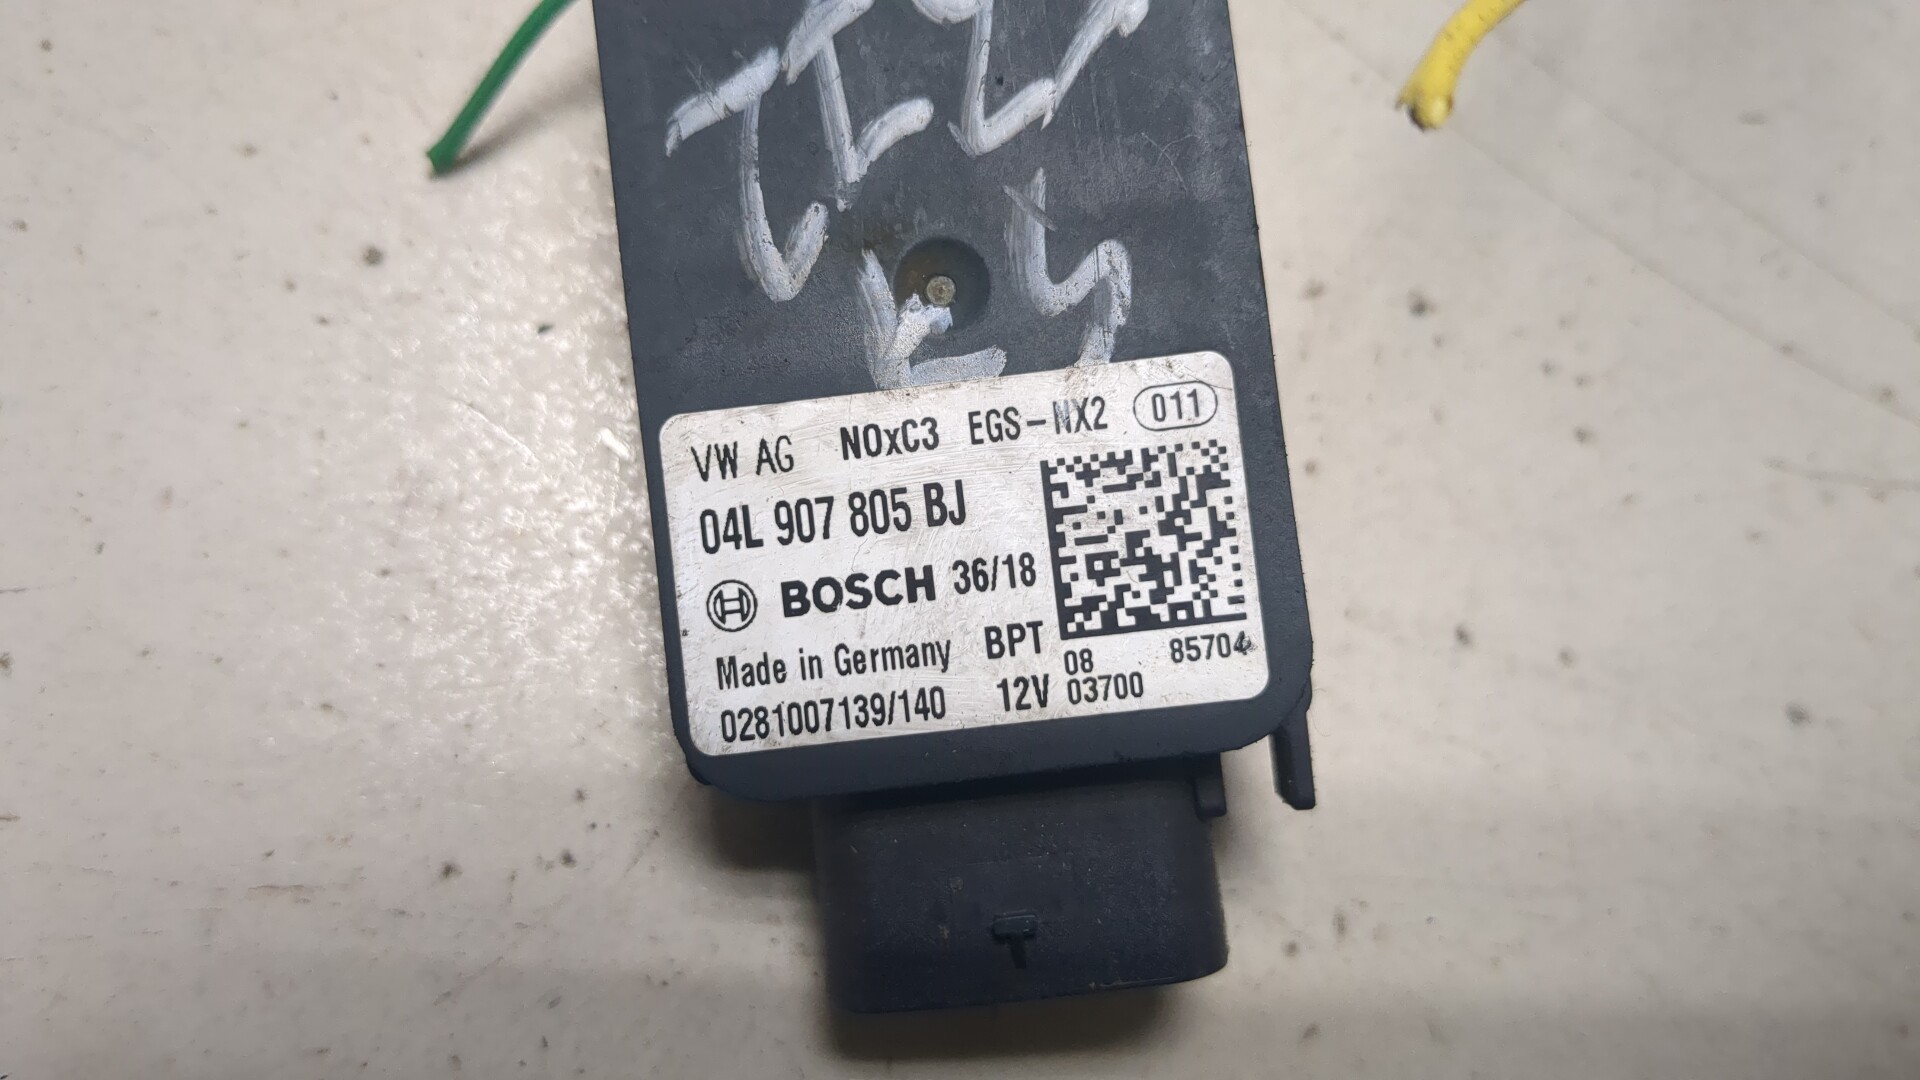 VW AG NOxC3 EGS-NX2 011
04L 907 805 BJ
BOSCH 36/18
Made in Germany BPT
08 85704
0281007139/140 12V 03700